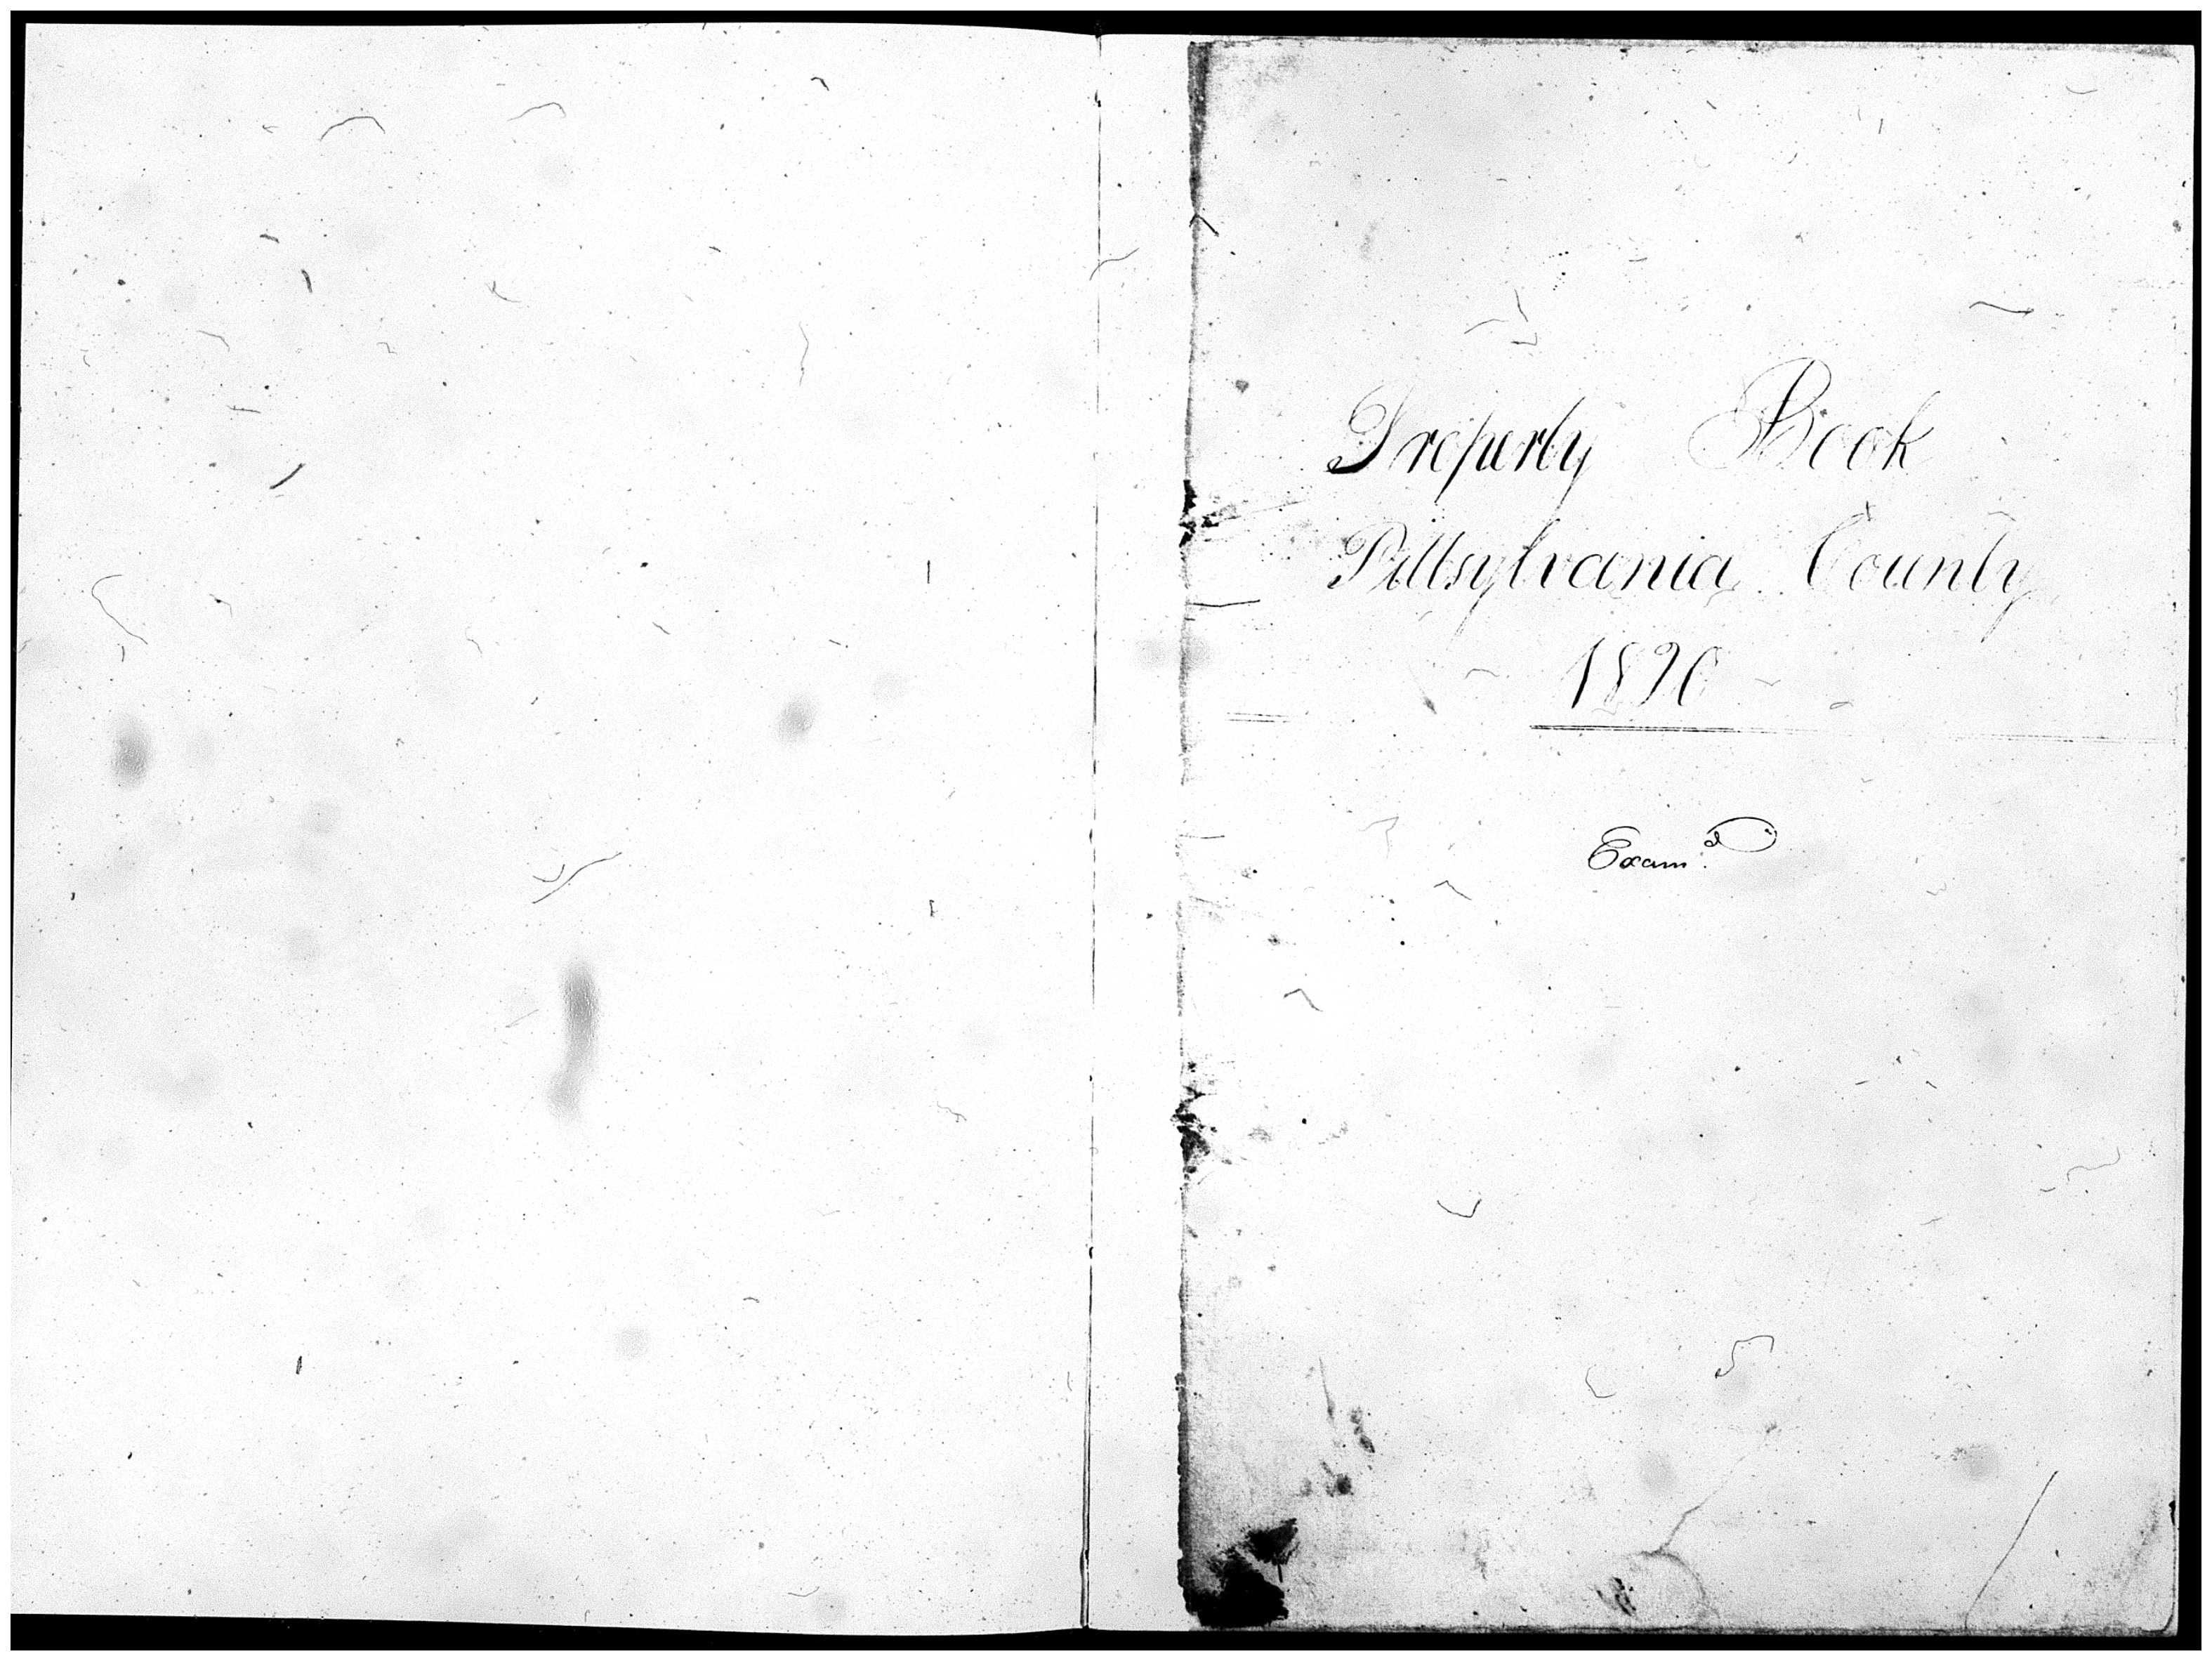 Property Book
Pittsylvania County
1820
Exam.d